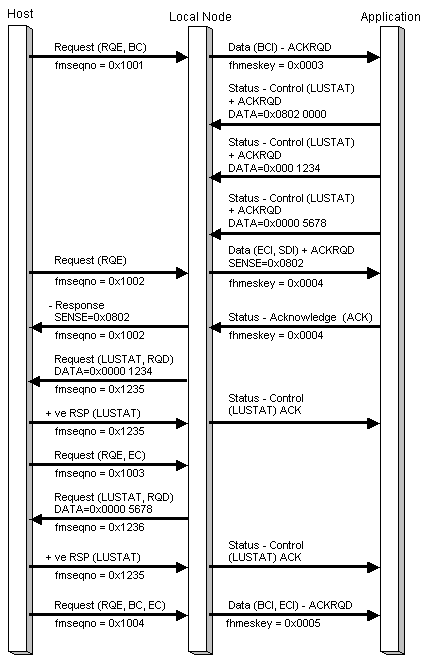 Host
Local Node
Application
Request (RQE, BC)
fmseqno = 0x1001
Data (BCI) - ACKRQD
fhmeskey = 0x0003
Status - Control (LUSTAT)
+ ACKRQD
DATA=0x0802 0000
Status - Control (LUSTAT)
+ ACKRQD
DATA=0x000 1234
Status - Control (LUSTAT)
+ ACKRQD
DATA=0x0000 5678
Request (RQE)
fmseqno = 0x1002
Data (ECI, SDI) + ACKRQD
SENSE=0x0802
fhmeskey = 0x0004
- Response
SENSE=0x0802
fmseqno = 0x1002
Status - Acknowledge (ACK)
fhmeskey = 0x0004
Request (LUSTAT, RQD)
DATA=0x0000 1234
fmseqno = 0x1235
+ ve RSP (LUSTAT)
fmseqno = 0x1235
Status - Control
(LUSTAT) ACK
Request (RQE, EC)
fmseqno = 0x1003
Request (LUSTAT, RQD)
DATA=0x0000 5678
fmseqno = 0x1236
+ ve RSP (LUSTAT)
fmseqno = 0x1235
Status - Control
(LUSTAT) ACK
Request (RQE, BC, EC)
fmseqno = 0x1004
Data (BCI, ECI) - ACKRQD
fhmeskey = 0x0005